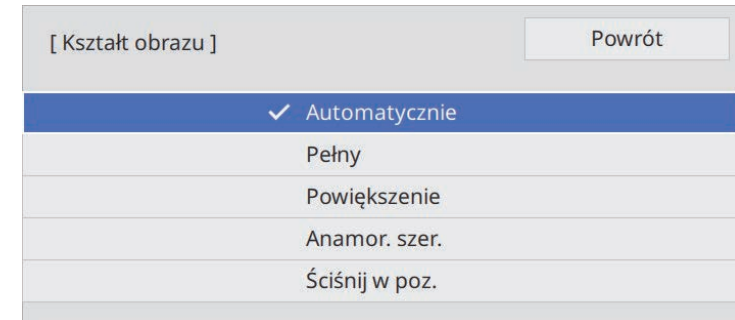 [ Kształt obrazu ]
Powrót
Automatycznie
Pełny
Powiększenie
Anamor. szer.
Ściśnij w poz.